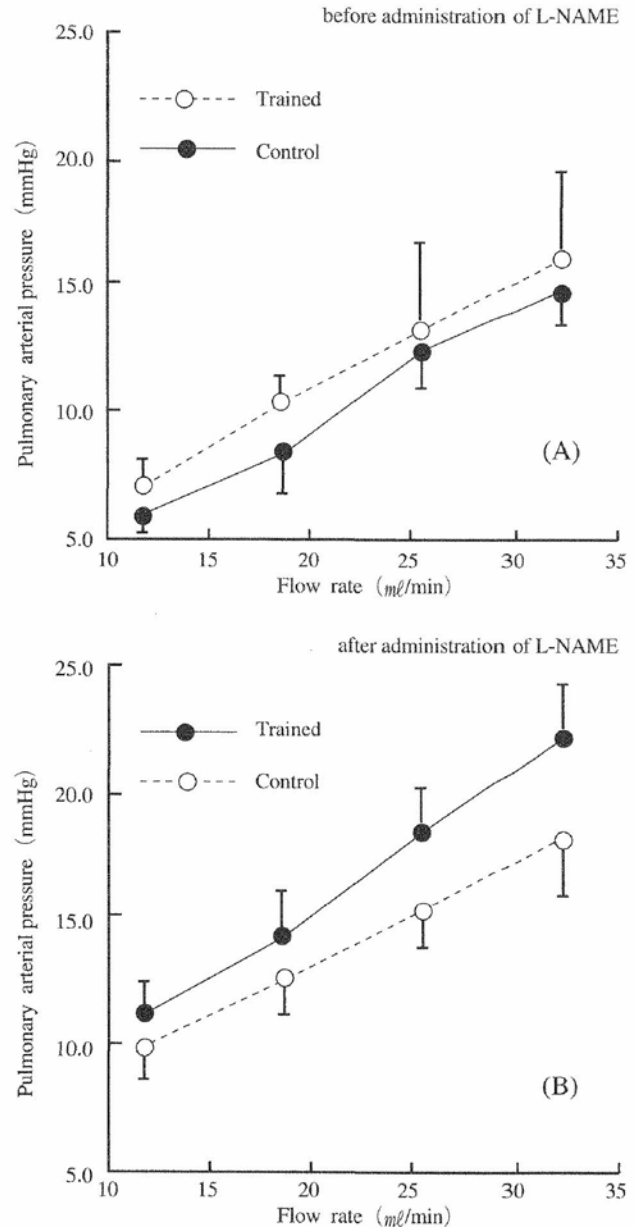 before administration of L-NAME
25.0
20.0
15.0
10.0
5.0
Pulmonary arterial pressure (mmHg)
Trained
Control
(A)
10 15 20 25 30 35
Flow rate (mℓ/min)
after administration of L-NAME
25.0
20.0
15.0
10.0
5.0
Pulmonary arterial pressure (mmHg)
Trained
Control
(B)
10 15 20 25 30 35
Flow rate (mℓ/min)